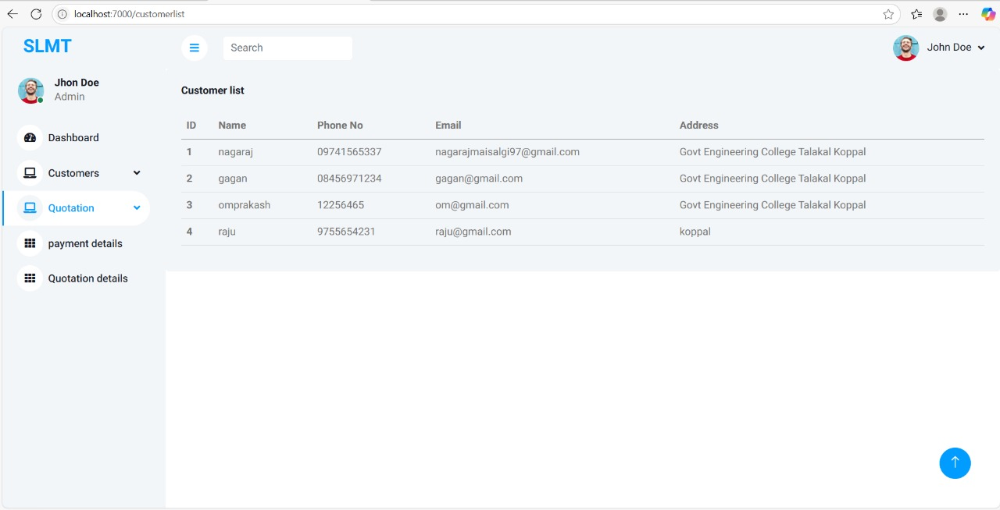 localhost:7000/customerlist
SLMT
Search
John Doe
Jhon Doe
Admin
Dashboard
Customers
Quotation
payment details
Quotation details
Customer list
ID Name Phone No Email Address
1 nagaraj 09741565337 nagarajmaisalgi97@gmail.com Govt Engineering College Talakal Koppal
2 gagan 08456971234 gagan@gmail.com Govt Engineering College Talakal Koppal
3 omprakash 12256465 om@gmail.com Govt Engineering College Talakal Koppal
4 raju 9755654231 raju@gmail.com koppal